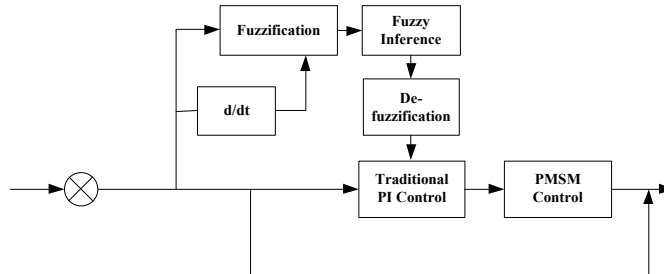 Fuzzification
Fuzzy
Inference
d/dt
De-
fuzzification
Traditional
PI Control
PMSM
Control